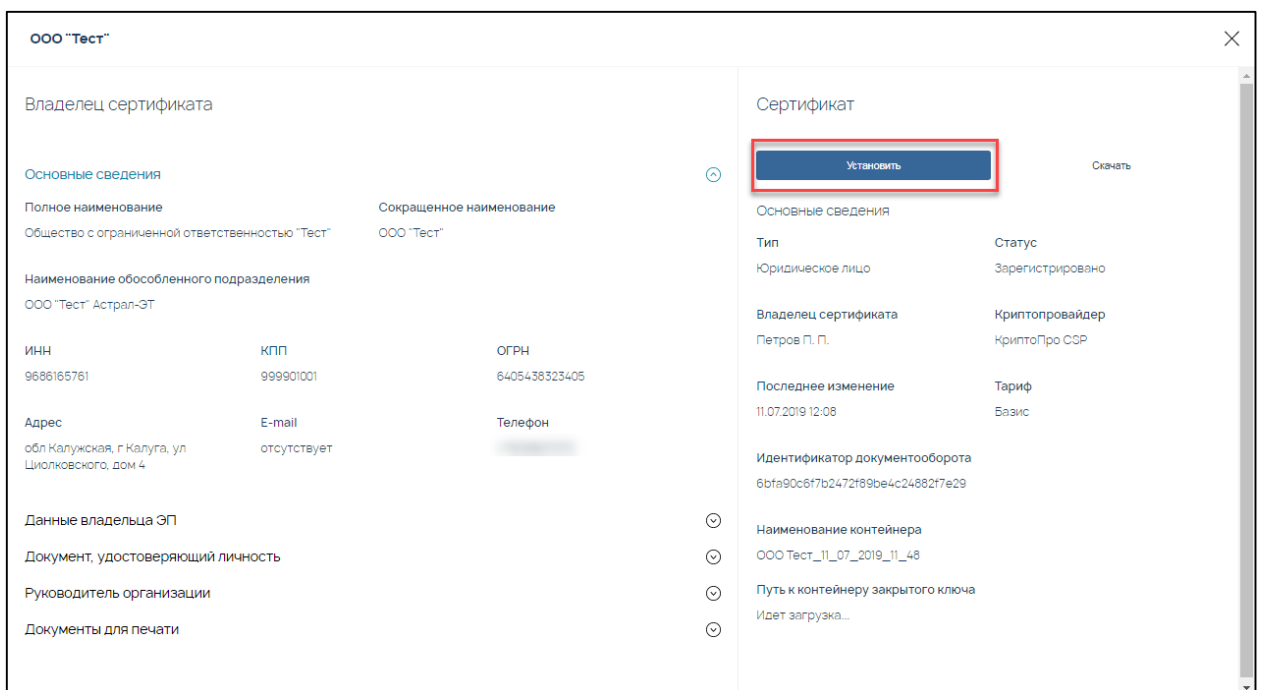 ООО "Тест"
Владелец сертификата
Основные сведения
Полное наименование
Сокращенное наименование
Общество с ограниченной ответственностью "Тест"
ООО "Тест"
Наименование обособленного подразделения
ООО "Тест" Астрал-ЭТ
ИНН
КПП
ОГРН
9686165761
999901001
6405438323405
Адрес
E-mail
Телефон
обл Калужская, г Калуга, ул
Циолковского, дом 4
отсутствует
Данные владельца ЭП
Документ, удостоверяющий личность
Руководитель организации
Документы для печати
Сертификат
Установить
Скачать
Основные сведения
Тип
Статус
Юридическое лицо
Зарегистрировано
Владелец сертификата
Криптопровайдер
Петров П. П.
КриптоПро CSP
Последнее изменение
Тариф
11.07.2019 12:08
Базис
Идентификатор документооборота
6bfa90c6f7b2472f89be4c24882f7e29
Наименование контейнера
ООО Тест_11_07_2019_11_48
Путь к контейнеру закрытого ключа
Идет загрузка...